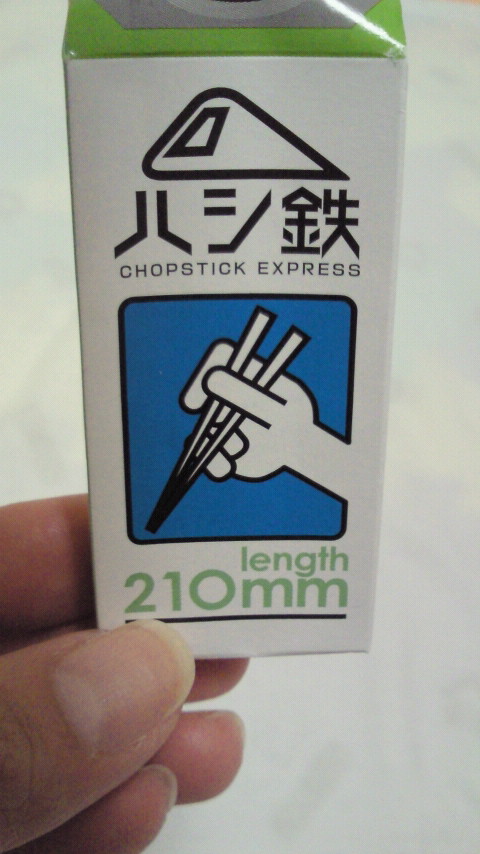 ハシ鉄
CHOPSTICK EXPRESS
length
210mm